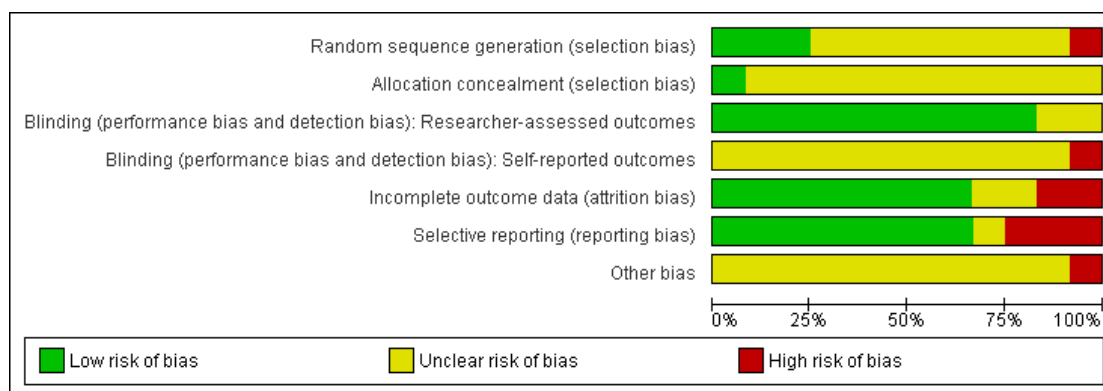 Random sequence generation (selection bias)
Allocation concealment (selection bias)
Blinding (performance bias and detection bias): Researcher-assessed outcomes
Blinding (performance bias and detection bias): Self-reported outcomes
Incomplete outcome data (attrition bias)
Selective reporting (reporting bias)
Other bias
0% 25% 50% 75% 100%
Low risk of bias Unclear risk of bias High risk of bias